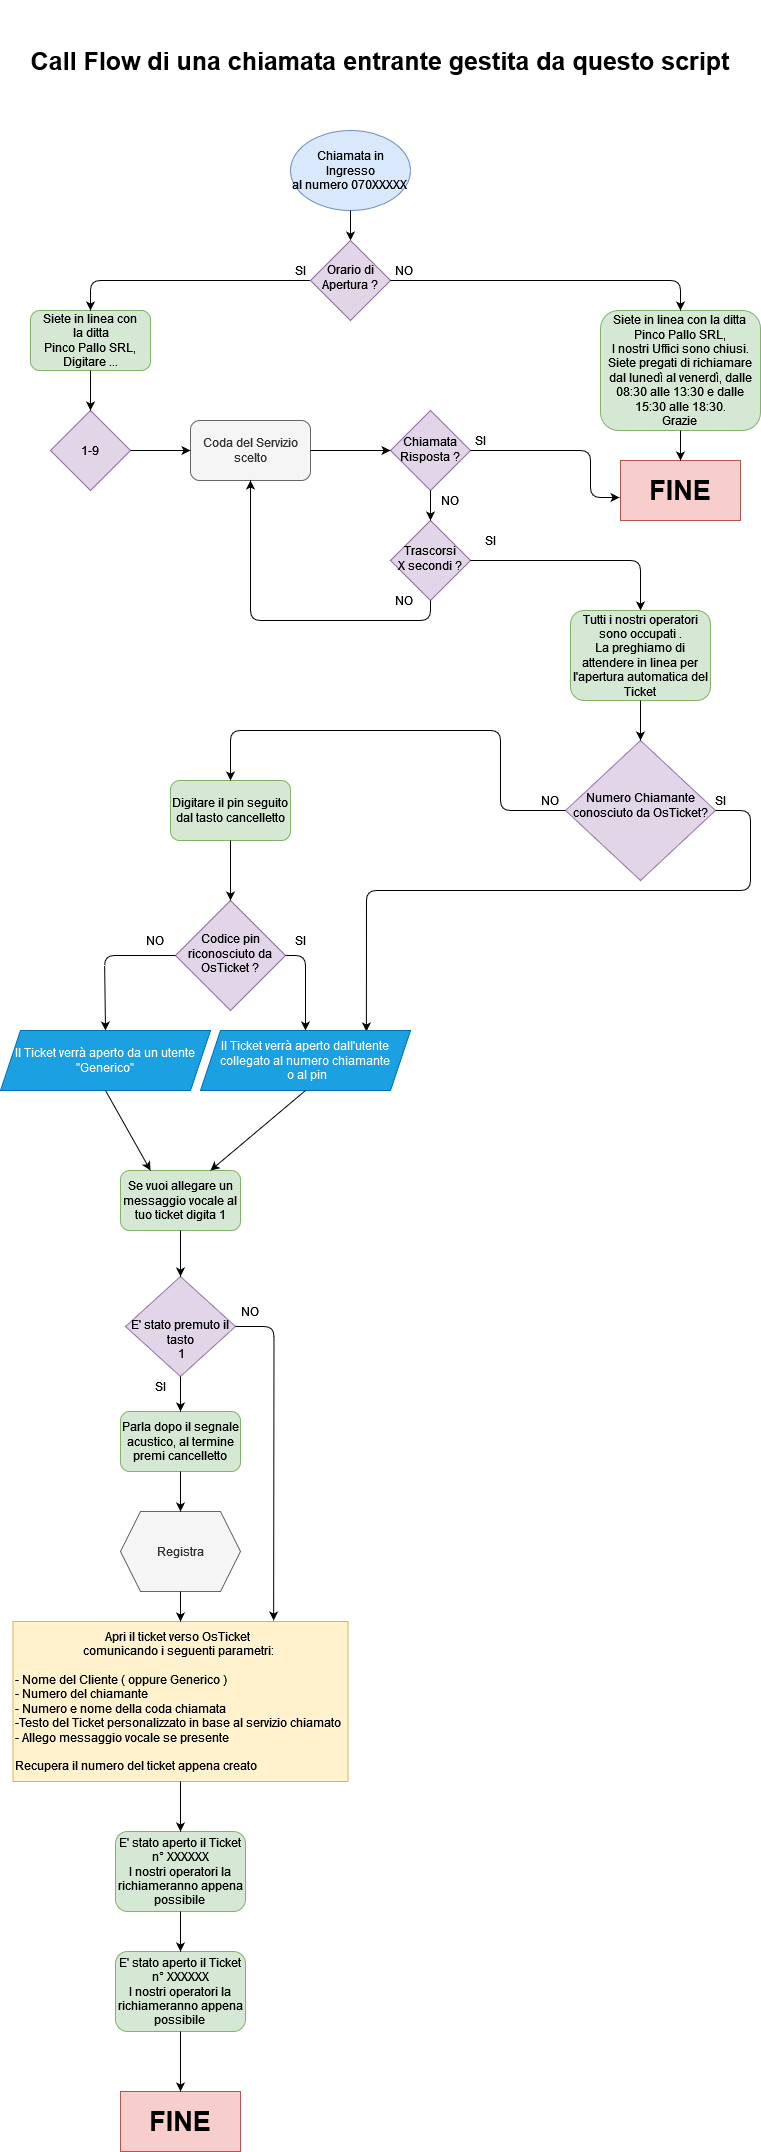 Call Flow di una chiamata entrante gestita da questo script
Chiamata in
Ingresso
al numero 070XXXXX
Orario di
Apertura ?
SI
NO
Siete in linea con
la ditta
Pinco Pallo SRL,
Digitare ...
Siete in linea con la ditta
Pinco Pallo SRL,
I nostri Uffici sono chiusi.
Siete pregati di richiamare
dal lunedì al venerdì, dalle
08:30 alle 13:30 e dalle
15:30 alle 18:30.
Grazie
1-9
Coda del Servizio
scelto
Chiamata
Risposta ?
SI
FINE
NO
Trascorsi
X secondi ?
SI
NO
Tutti i nostri operatori
sono occupati .
La preghiamo di
attendere in linea per
l'apertura automatica del
Ticket
Numero Chiamante
conosciuto da OsTicket?
NO
SI
Digitare il pin seguito
dal tasto cancelletto
Codice pin
riconosciuto da
OsTicket ?
NO
SI
Il Ticket verrà aperto da un utente
"Generico"
Il Ticket verrà aperto dall'utente
collegato al numero chiamante
o al pin
Se vuoi allegare un
messaggio vocale al
tuo ticket digita 1
E' stato premuto il
tasto
1
NO
SI
Parla dopo il segnale
acustico, al termine
premi cancelletto
Registra
Apri il ticket verso OsTicket
comunicando i seguenti parametri:
- Nome del Cliente ( oppure Generico )
- Numero del chiamante
- Numero e nome della coda chiamata
-Testo del Ticket personalizzato in base al servizio chiamato
- Allego messaggio vocale se presente
Recupera il numero del ticket appena creato
E' stato aperto il Ticket
n° XXXXXX
I nostri operatori la
richiameranno appena
possibile
E' stato aperto il Ticket
n° XXXXXX
I nostri operatori la
richiameranno appena
possibile
FINE